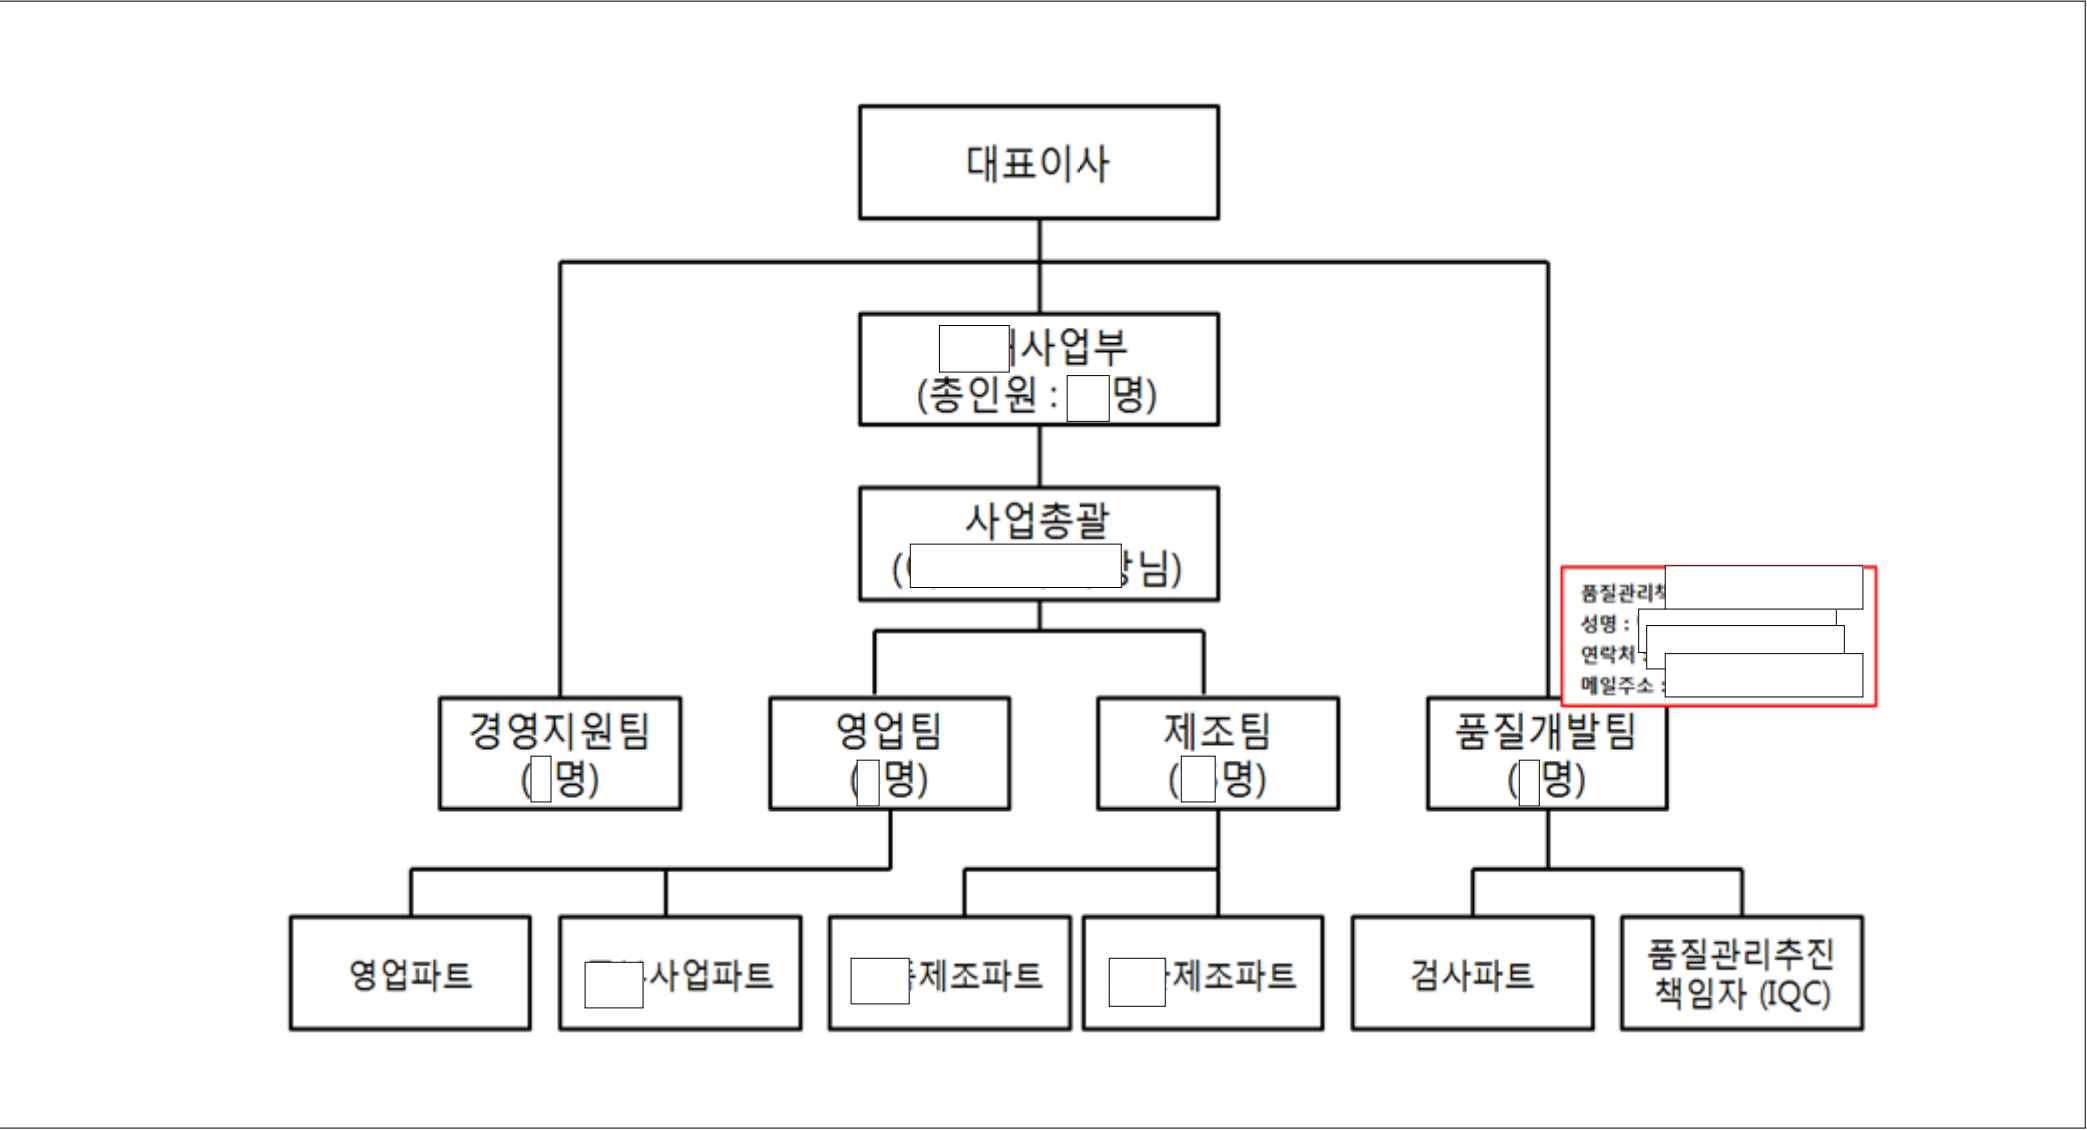 대표이사
사업부
(총인원 : 명)
사업총괄
( 님)
품질관리
성명 :
연락처 :
메일주소 :
경영지원팀
( 명)
영업팀
( 명)
제조팀
( 명)
품질개발팀
( 명)
영업파트
사업파트
제조파트
제조파트
검사파트
품질관리추진
책임자 (IQC)